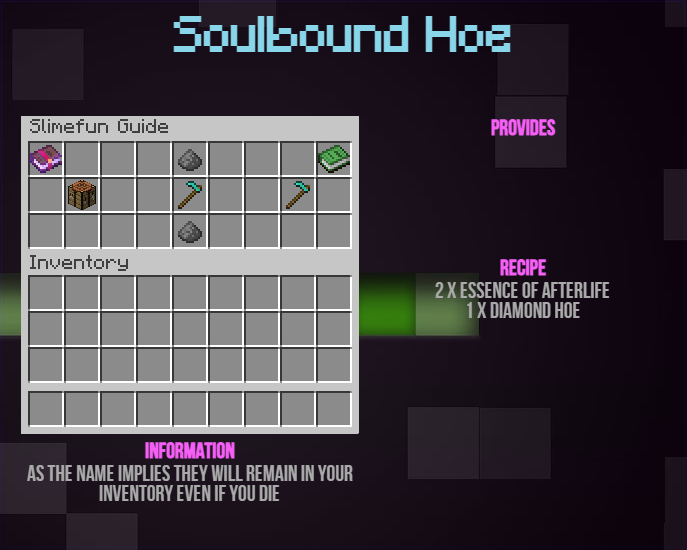 Soulbound Hoe
Slimefun Guide
Inventory
INFORMATION
AS THE NAME IMPLIES THEY WILL REMAIN IN YOUR
INVENTORY EVEN IF YOU DIE
PROVIDES
RECIPE
2 X ESSENCE OF AFTERLIFE
1 X DIAMOND HOE